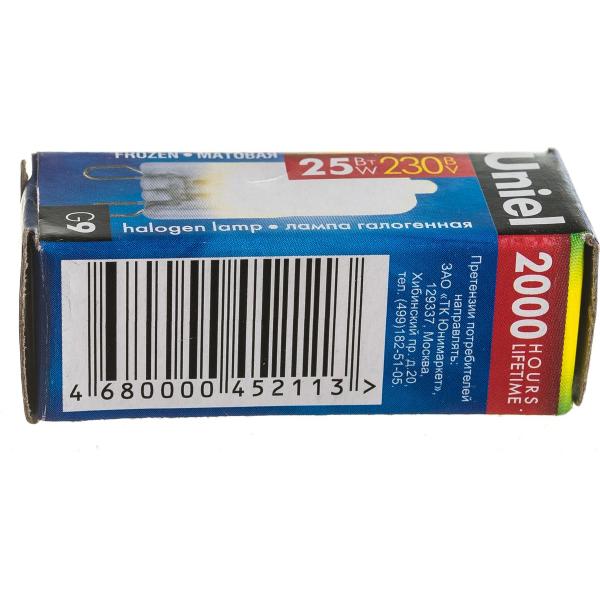 FROZEN • МАТОВАЯ
25 Вт W 230 В V
G9
halogen lamp • лампа галогенная
Uniel
2000
HOURS
LIFETIME
4 680000 452113 >
Претензии потребителей
направлять:
ЗАО «ТК Юнимаркет»,
129337, Москва,
Хибинский пр. д.20,
тел. (499)182-51-05